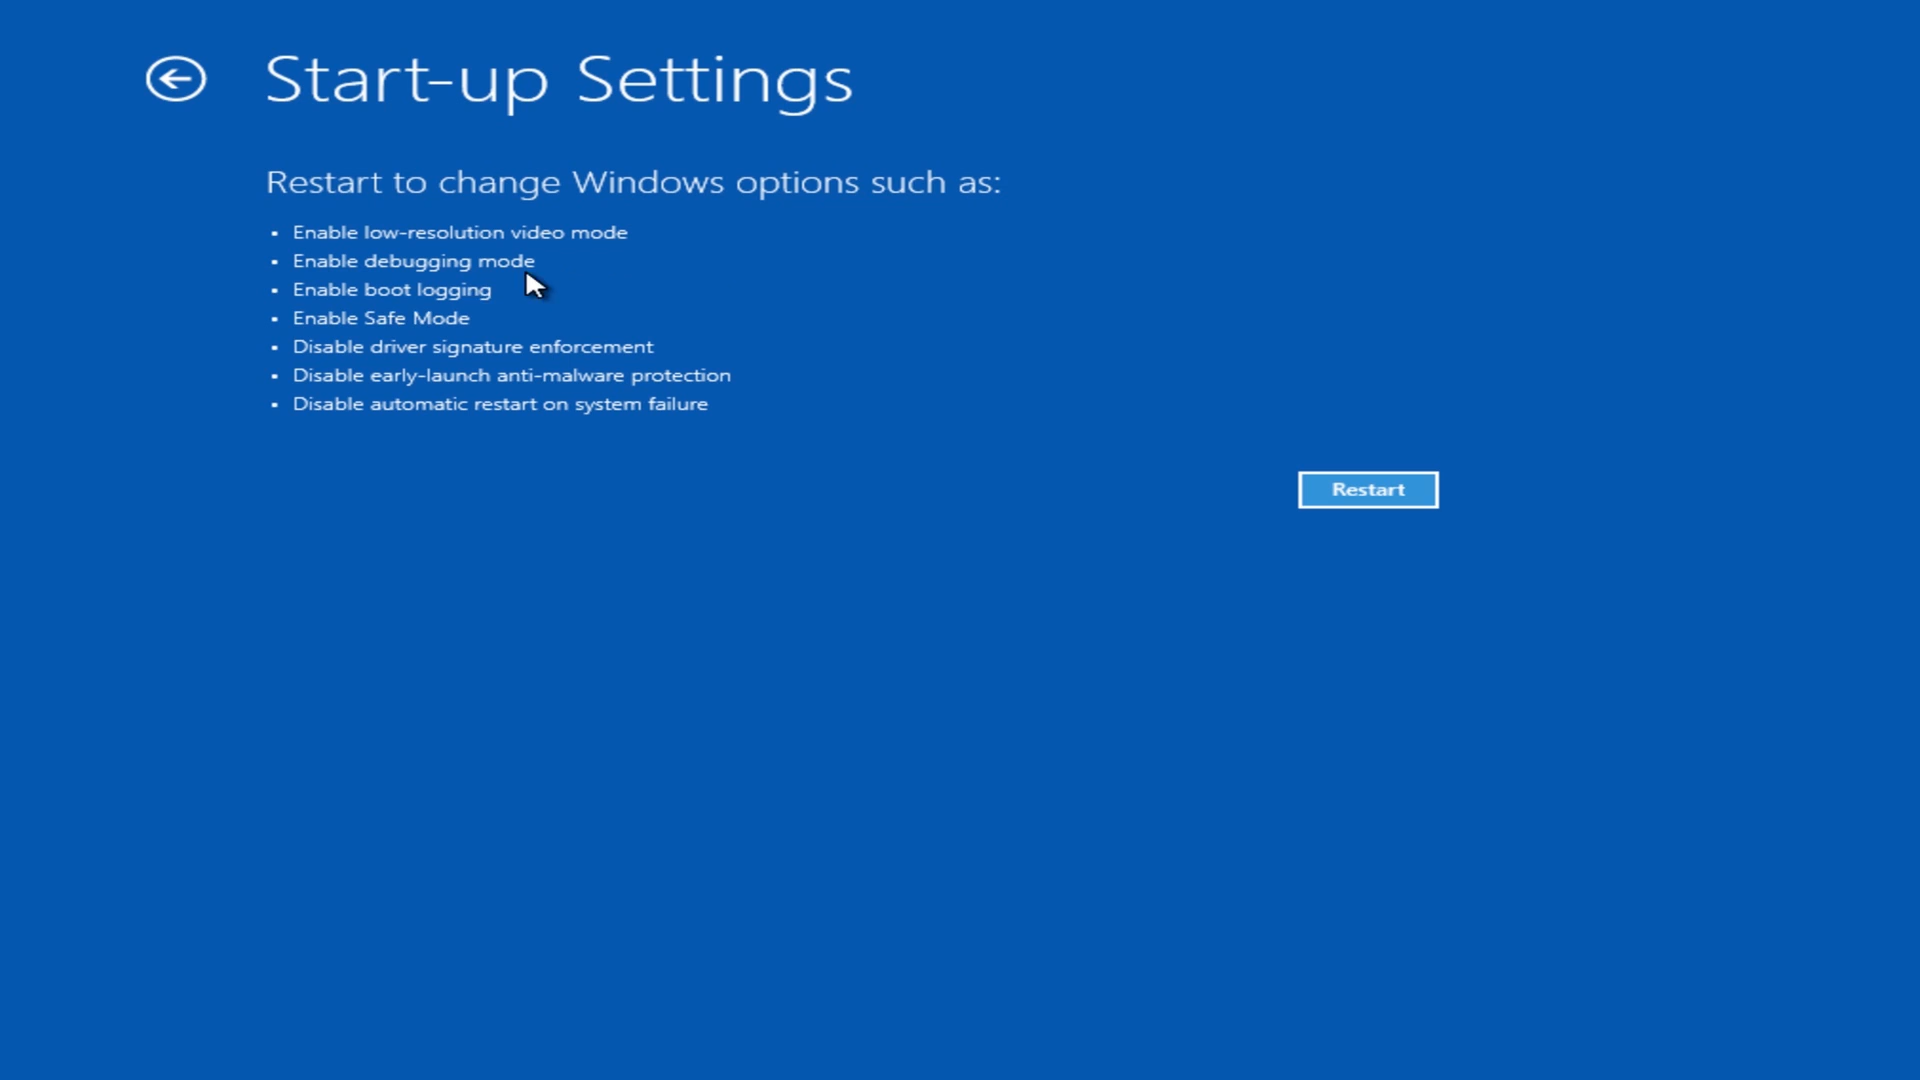 Start-up Settings
Restart to change Windows options such as:
• Enable low-resolution video mode
• Enable debugging mode
• Enable boot logging
• Enable Safe Mode
• Disable driver signature enforcement
• Disable early-launch anti-malware protection
• Disable automatic restart on system failure
Restart